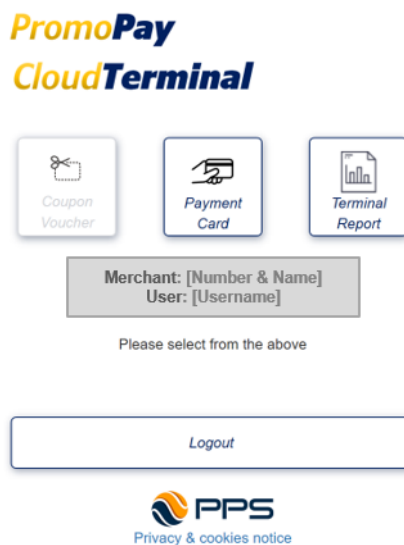 PromoPay
CloudTerminal
Coupon
Voucher
Payment
Card
Terminal
Report
Merchant: [Number & Name]
User: [Username]
Please select from the above
Logout
PPS
Privacy & cookies notice